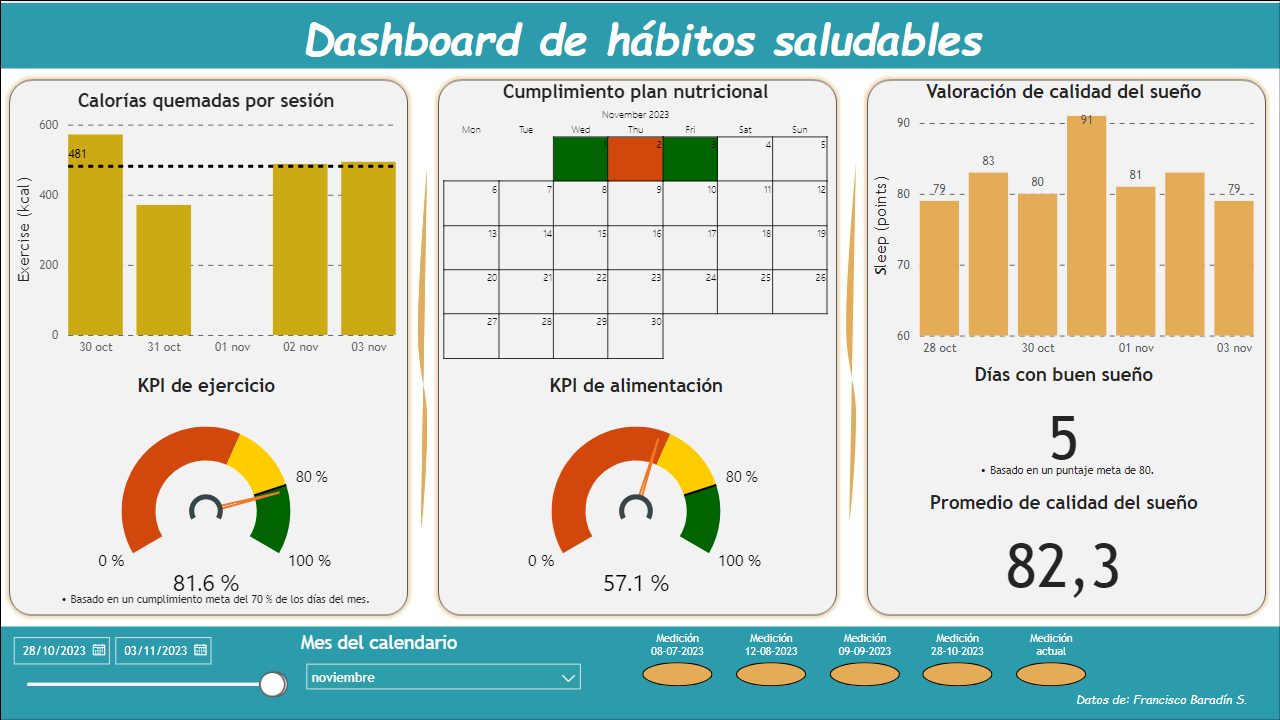 Dashboard de hábitos saludables
Calorías quemadas por sesión
600
481
400
200
0
Exercise (kcal)
30 oct 31 oct 01 nov 02 nov 03 nov
KPI de ejercicio
80 %
0 % 100 %
81.6 %
• Basado en un cumplimiento meta del 70 % de los días del mes.
Cumplimiento plan nutricional
November 2023
Mon Tue Wed Thu Fri Sat Sun
1 2 3 4 5
6 7 8 9 10 11 12
13 14 15 16 17 18 19
20 21 22 23 24 25 26
27 28 29 30
KPI de alimentación
80 %
0 % 100 %
57.1 %
Valoración de calidad del sueño
90
80
70
60
Sleep (points)
79 83 80 91 81 79
28 oct 30 oct 01 nov 03 nov
Días con buen sueño
5
• Basado en un puntaje meta de 80.
Promedio de calidad del sueño
82,3
28/10/2023 03/11/2023
Mes del calendario
noviembre
Medición
08-07-2023
Medición
12-08-2023
Medición
09-09-2023
Medición
28-10-2023
Medición
actual
Datos de: Francisco Baradín S.